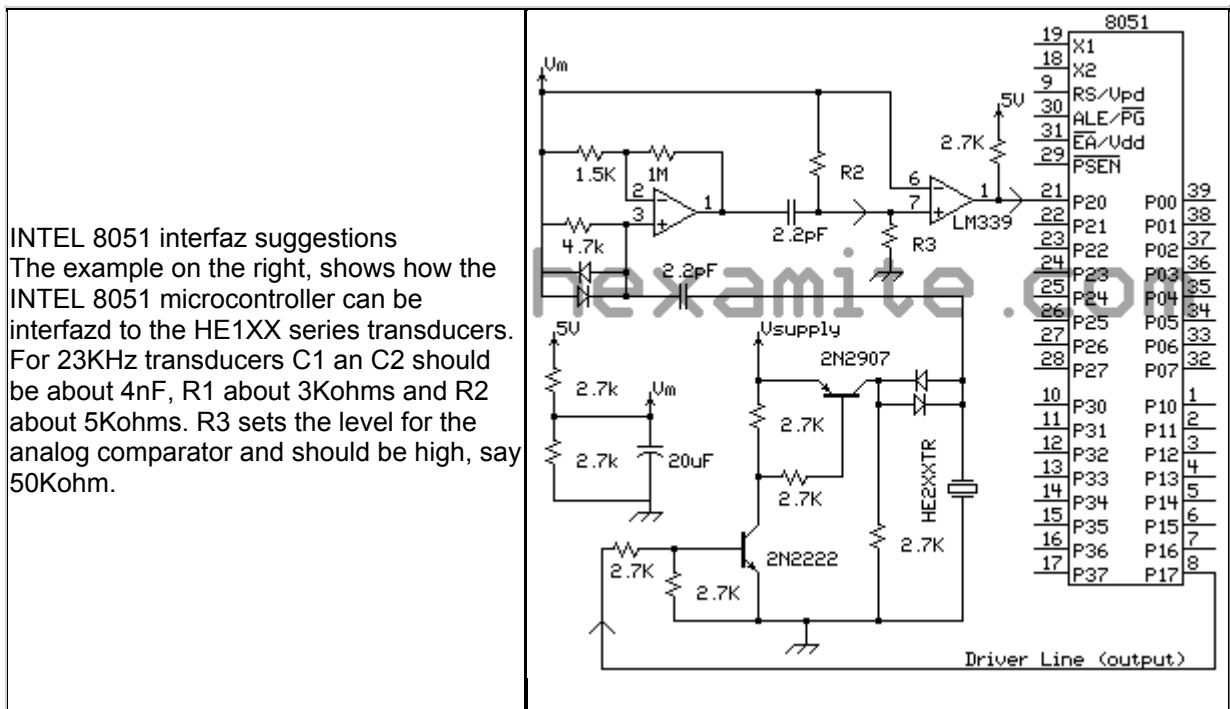 INTEL 8051 interfaz suggestions
The example on the right, shows how the
INTEL 8051 microcontroller can be
interfazd to the HE1XX series transducers.
For 23KHz transducers C1 an C2 should
be about 4nF, R1 about 3Kohms and R2
about 5Kohms. R3 sets the level for the
analog comparator and should be high, say
50Kohm.
8051
19 X1
18 X2
9 RS/Vpd
30 ALE/PG
31 EA/Vdd
29 PSEN
21 P20 P00 39
22 P21 P01 38
23 P22 P02 37
24 P23 P03 36
25 P24 P04 35
26 P25 P05 34
27 P26 P06 33
28 P27 P07 32
10 P30 P10 1
11 P31 P11 2
12 P32 P12 3
13 P33 P13 4
14 P34 P14 5
15 P35 P15 6
16 P36 P16 7
17 P37 P17 8
Vm
5V
2.7K
1.5K 1M
R2
2
3
1
6
7
1
LM339
4.7k
2.2pF
R3
2.2pF
hexamite.com
5V
Vsupply
2N2907
2.7k
Vm
2.7K
2.7k
20uF
2.7K
HE2XXTR
2.7K
2N2222
2.7K
2.7K
Driver Line (output)